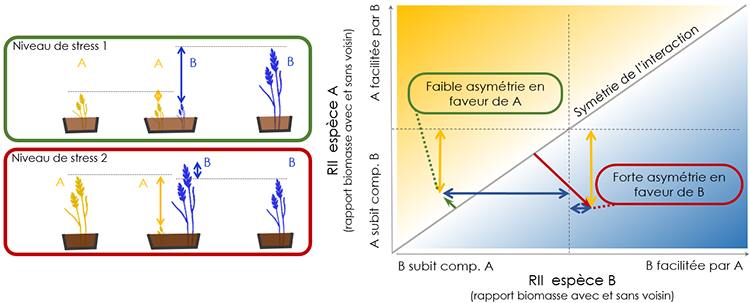 Niveau de stress 1
A
A
B
B
Niveau de stress 2
A
A
B
B
RII espèce A
(rapport biomasse avec et sans voisin)
A facilitée par B
A subit comp. B
Faible asymétrie en
faveur de A
Symétrie de l'interaction
Forte asymétrie en
faveur de B
B subit comp. A
B facilitée par A
RII espèce B
(rapport biomasse avec et sans voisin)